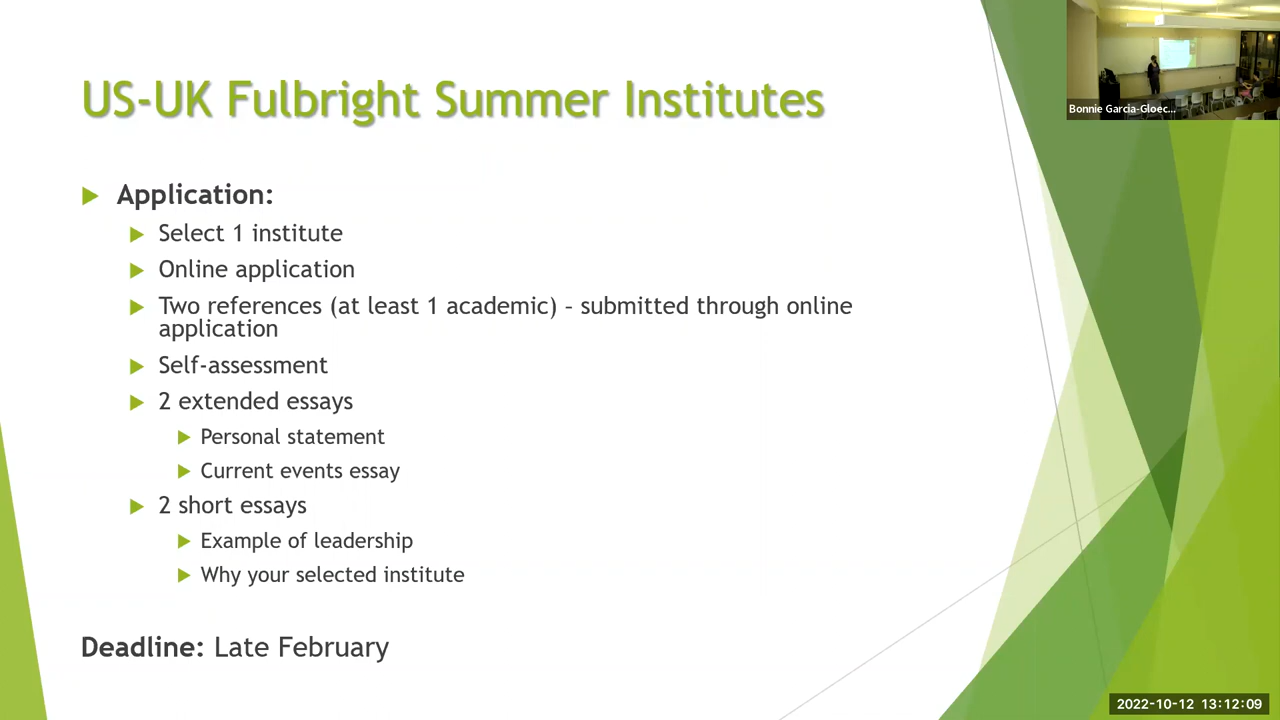 US-UK Fulbright Summer Institutes
Application:
Select 1 institute
Online application
Two references (at least 1 academic) – submitted through online
application
Self-assessment
2 extended essays
Personal statement
Current events essay
2 short essays
Example of leadership
Why your selected institute
Deadline: Late February
Bonnie Garcia-Gloec...
2022-10-12 13:12:09